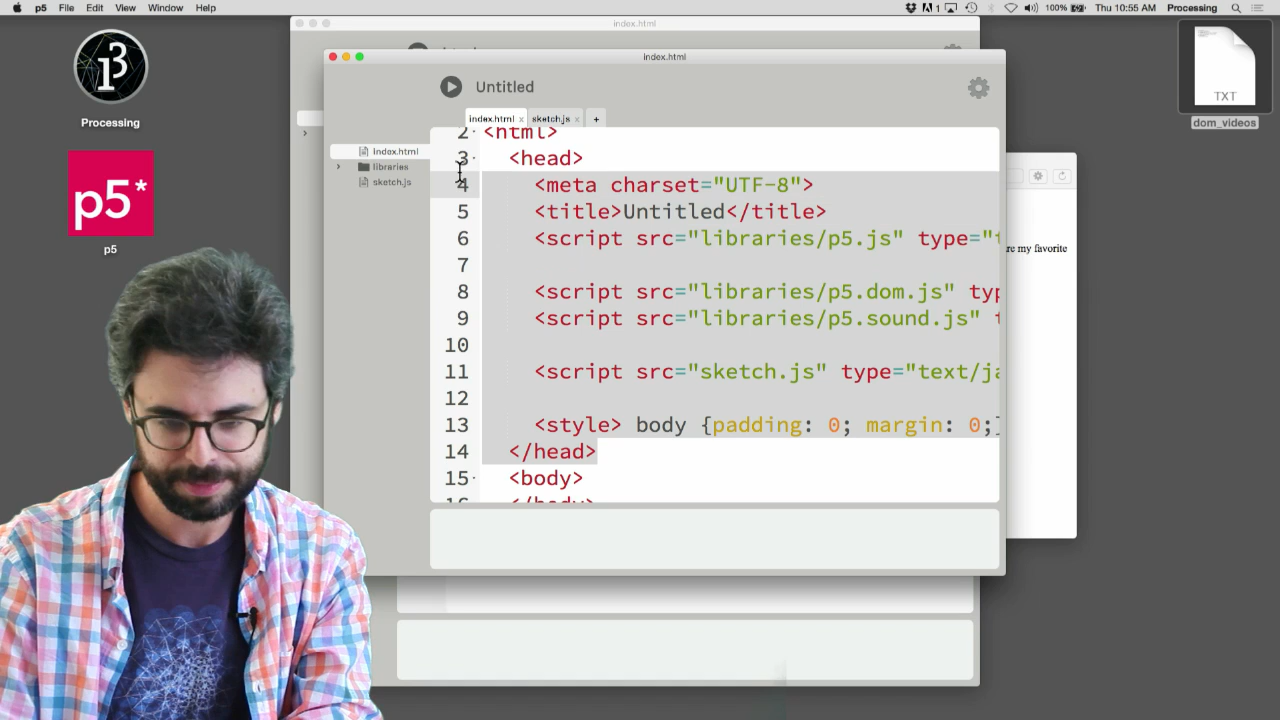 p5 File Edit View Window Help
1 100% Thu 10:55 AM Processing
index.html
index.html
Untitled
index.html x sketch.js x +
index.html
libraries
sketch.js
2 <html>
3 <head>
4 <meta charset="UTF-8">
5 <title>Untitled</title>
6 <script src="libraries/p5.js" type="
7
8 <script src="libraries/p5.dom.js" typ
9 <script src="libraries/p5.sound.js" t
10
11 <script src="sketch.js" type="text/ja
12
13 <style> body {padding: 0; margin: 0;}
14 </head>
15 <body>
16 </body>
Processing
p5*
p5
TXT
dom_videos
re my favorite